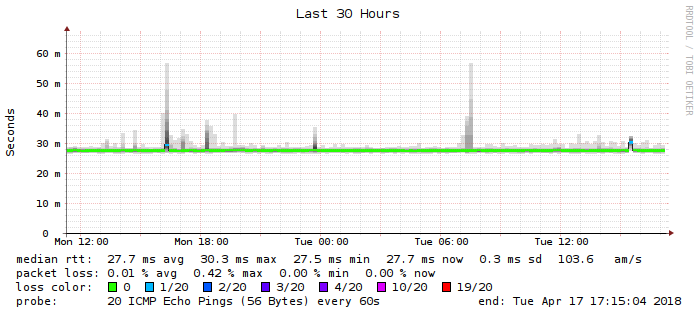 Last 30 Hours
RRDTOOL / TOBI OETIKER
Seconds
60 m
50 m
40 m
30 m
20 m
10 m
0
Mon 12:00 Mon 18:00 Tue 00:00 Tue 06:00 Tue 12:00
median rtt: 27.7 ms avg 30.3 ms max 27.5 ms min 27.7 ms now 0.3 ms sd 103.6 am/s
packet loss: 0.01 % avg 0.42 % max 0.00 % min 0.00 % now
loss color: 0 1/20 2/20 3/20 4/20 10/20 19/20
probe: 20 ICMP Echo Pings (56 Bytes) every 60s end: Tue Apr 17 17:15:04 2018